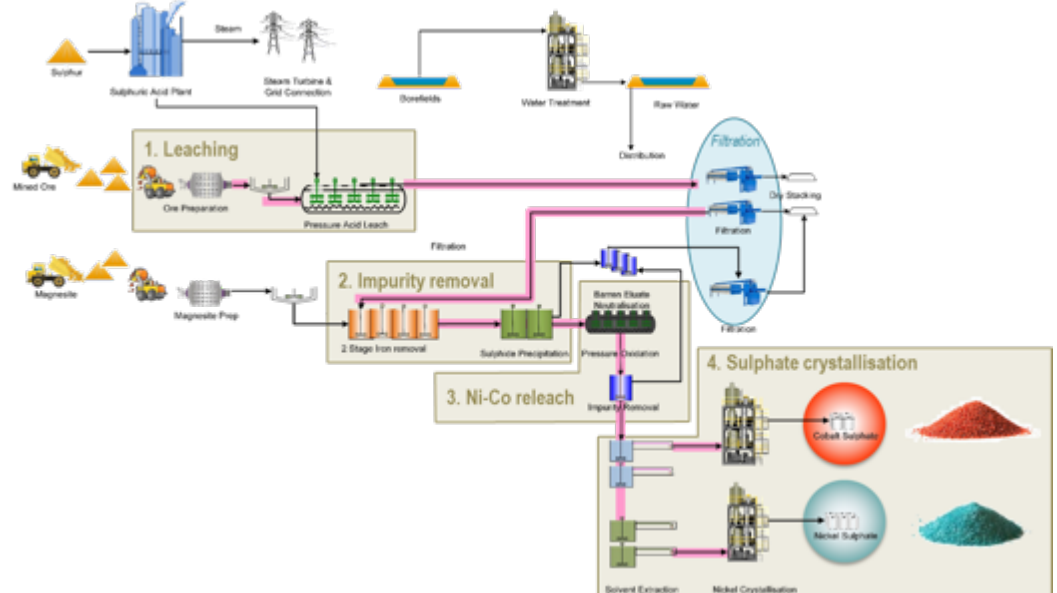 Steam
Sulphur
Sulphuric Acid Plant
Steam Turbine &
Grid Connection
Borefields
Water Treatment
Raw Water
Distribution
1. Leaching
Filtration
Mined Ore
Ore Preparation
Pressure Acid Leach
Dry Stacking
Filtration
Filtration
2. Impurity removal
Magnesite
Magnesite Prep
Barren Eluate
Neutralisation
Filtration
2 Stage Iron removal
Sulphide Precipitation
Pressure Oxidation
4. Sulphate crystallisation
3. Ni-Co releach
Impurity Removal
Cobalt Sulphate
Nickel Sulphate
Solvent Extraction
Nickel Crystallisation